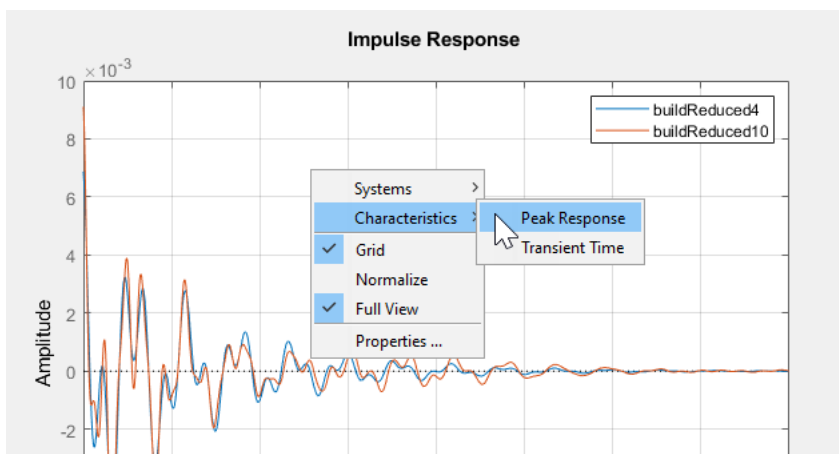 Impulse Response
×10-3
10
8
6
4
2
0
-2
Amplitude
buildReduced4
buildReduced10
Systems
Characteristics
Grid
Normalize
Full View
Properties ...
Peak Response
Transient Time